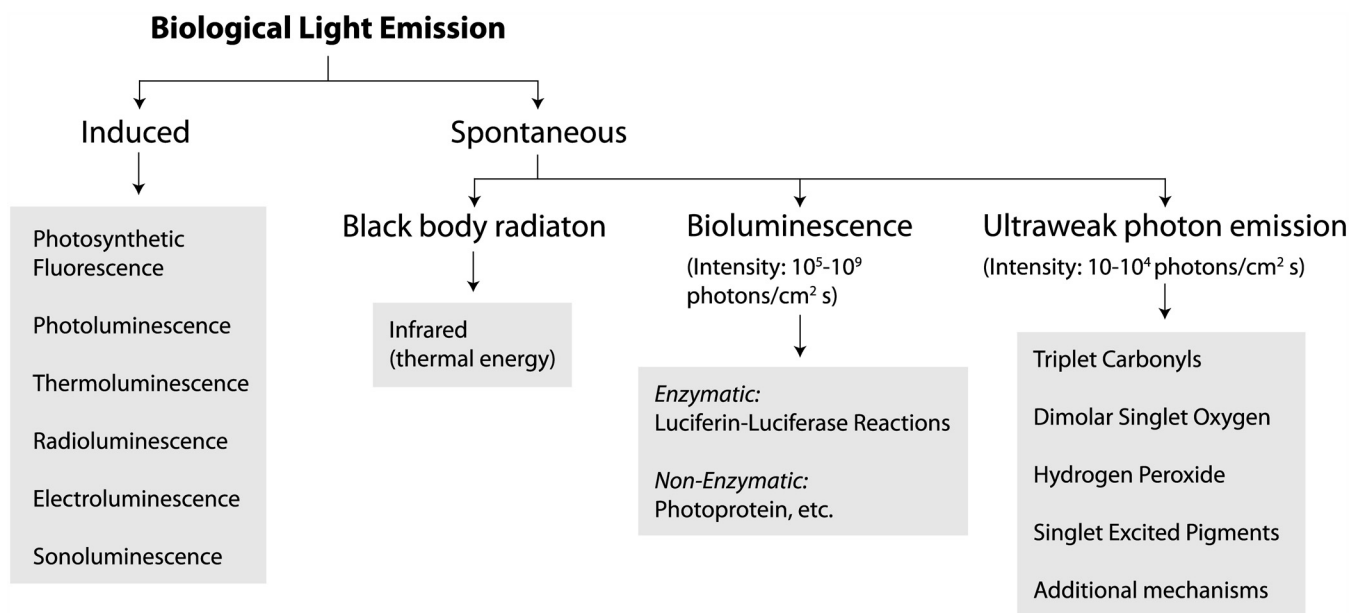 Biological Light Emission
Induced
Spontaneous
Photosynthetic
Fluorescence
Photoluminescence
Thermoluminescence
Radioluminescence
Electroluminescence
Sonoluminescence
Black body radiaton
Infrared
(thermal energy)
Bioluminescence
(Intensity: 10⁵-10⁹
photons/cm² s)
Enzymatic:
Luciferin-Luciferase Reactions
Non-Enzymatic:
Photoprotein, etc.
Ultraweak photon emission
(Intensity: 10-10⁴ photons/cm² s)
Triplet Carbonyls
Dimolar Singlet Oxygen
Hydrogen Peroxide
Singlet Excited Pigments
Additional mechanisms